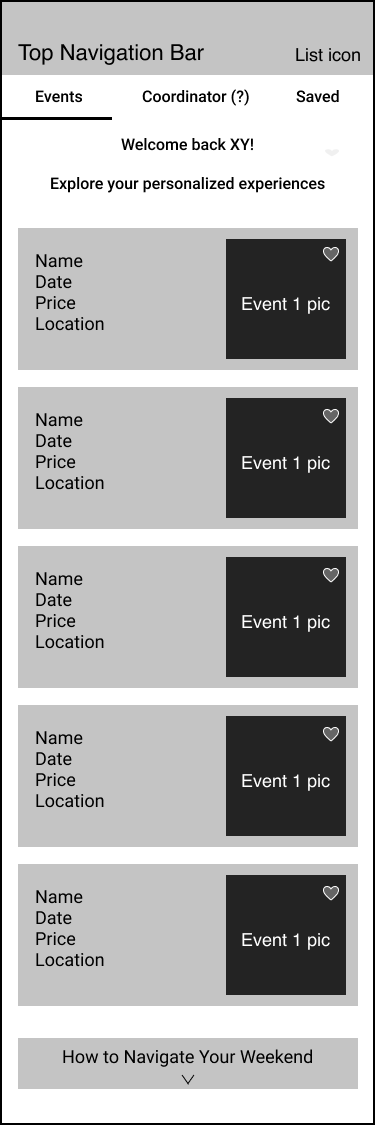 Top Navigation Bar
List icon
Events
Coordinator (?)
Saved
Welcome back XY!
Explore your personalized experiences
Name
Date
Price
Location
Event 1 pic
Name
Date
Price
Location
Event 1 pic
Name
Date
Price
Location
Event 1 pic
Name
Date
Price
Location
Event 1 pic
Name
Date
Price
Location
Event 1 pic
How to Navigate Your Weekend